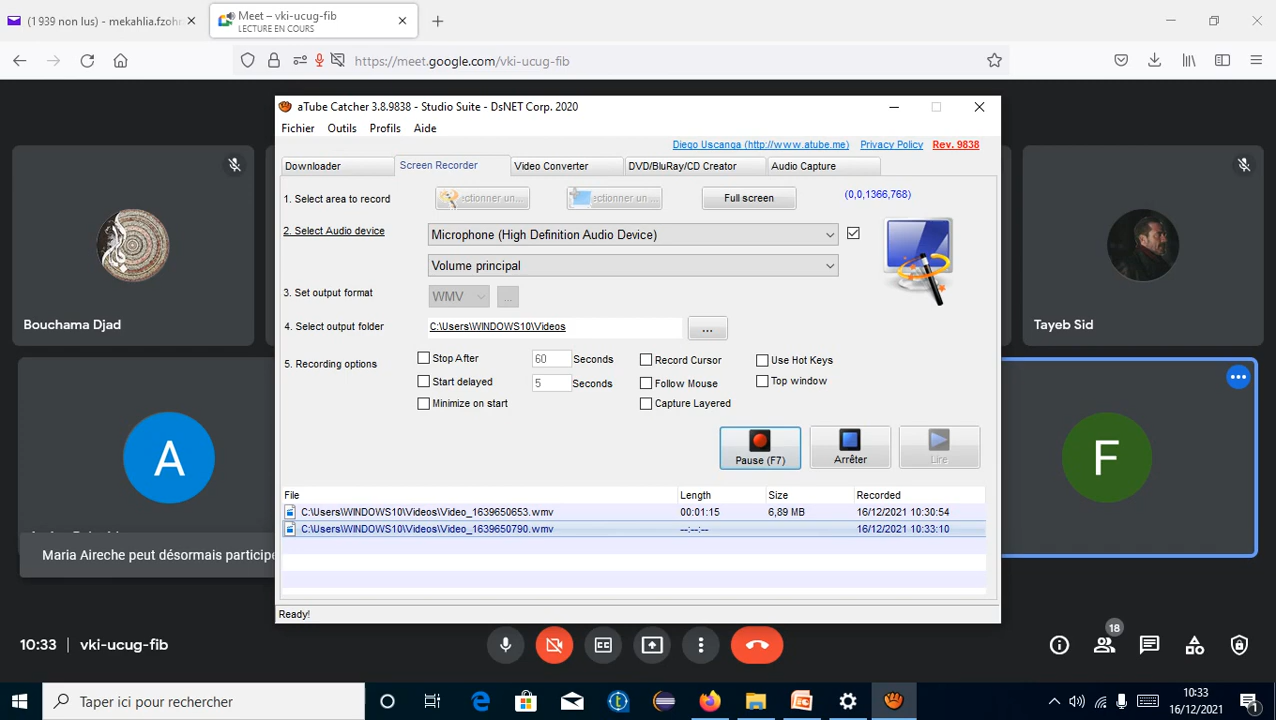 (1 939 non lus) - mekahlia.fzohr
Meet – vki-ucug-fib
LECTURE EN COURS
https://meet.google.com/vki-ucug-fib
aTube Catcher 3.8.9838 - Studio Suite - DsNET Corp. 2020
Fichier Outils Profils Aide
Diego Uscanga (http://www.atube.me) Privacy Policy Rev. 9838
Downloader Screen Recorder Video Converter DVD/BluRay/CD Creator Audio Capture
1. Select area to record ectionner un... ectionner un ... Full screen (0,0,1366,768)
2. Select Audio device Microphone (High Definition Audio Device)
Volume principal
3. Set output format WMV ...
4. Select output folder C:\Users\WINDOWS10\Videos ...
5. Recording options Stop After 60 Seconds Record Cursor Use Hot Keys
Start delayed 5 Seconds Follow Mouse Top window
Minimize on start Capture Layered
Pause (F7) Arrêter Lire
File Length Size Recorded
C:\Users\WINDOWS10\Videos\Video_1639650653.wmv 00:01:15 6,89 MB 16/12/2021 10:30:54
C:\Users\WINDOWS10\Videos\Video_1639650790.wmv --:--:-- 16/12/2021 10:33:10
Ready!
Bouchama Djad
Tayeb Sid
A
F
Maria Aireche peut désormais participe
10:33 | vki-ucug-fib
18
Taper ici pour rechercher
10:33
16/12/2021
1